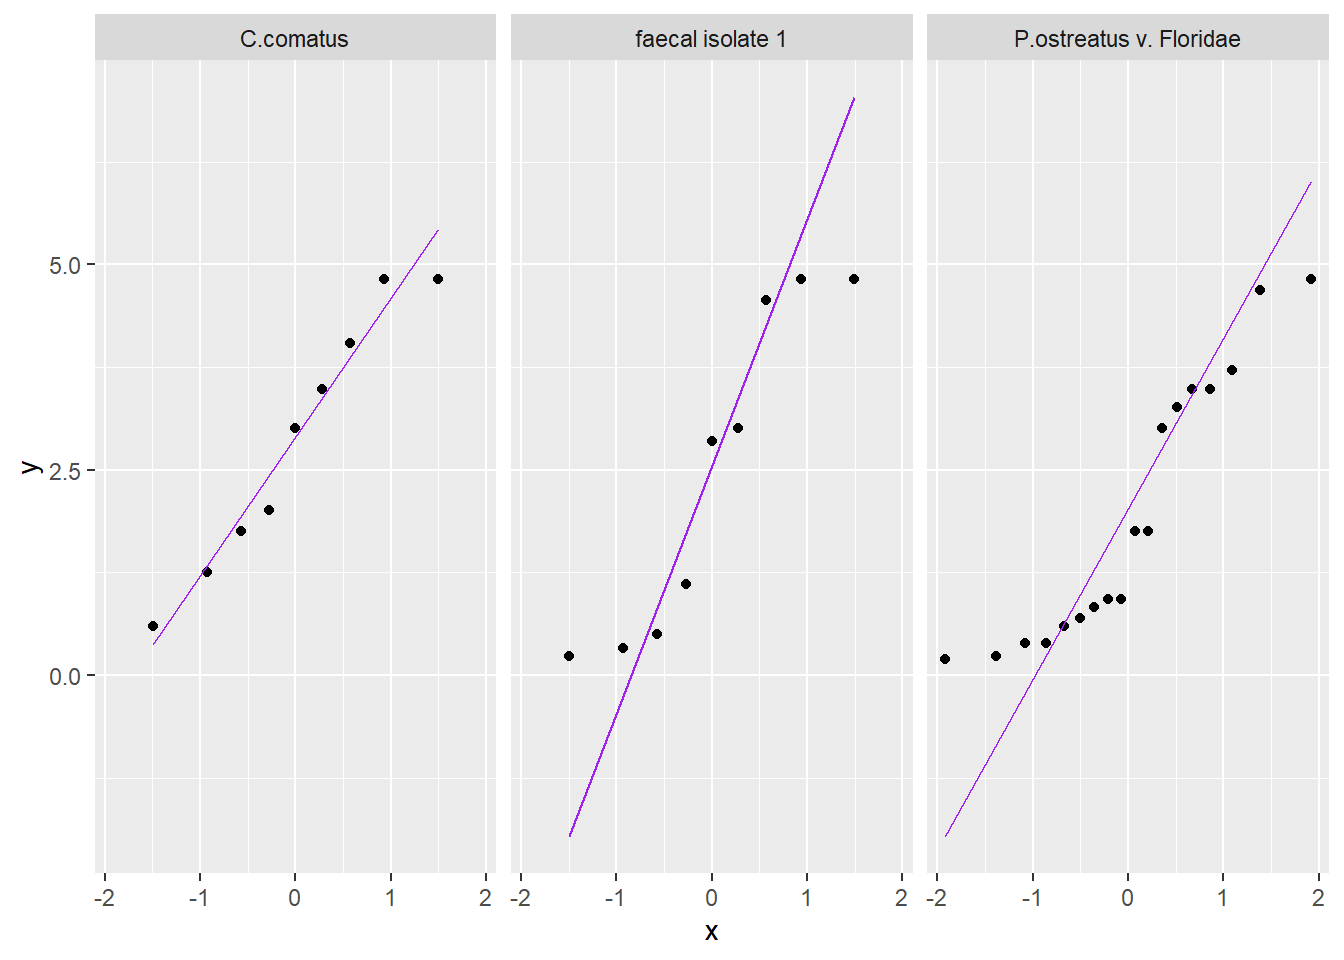 C.comatus
faecal isolate 1
P.ostreatus v. Floridae
5.0
2.5
0.0
y
-2 -1 0 1 2
-2 -1 0 1 2
-2 -1 0 1 2
x